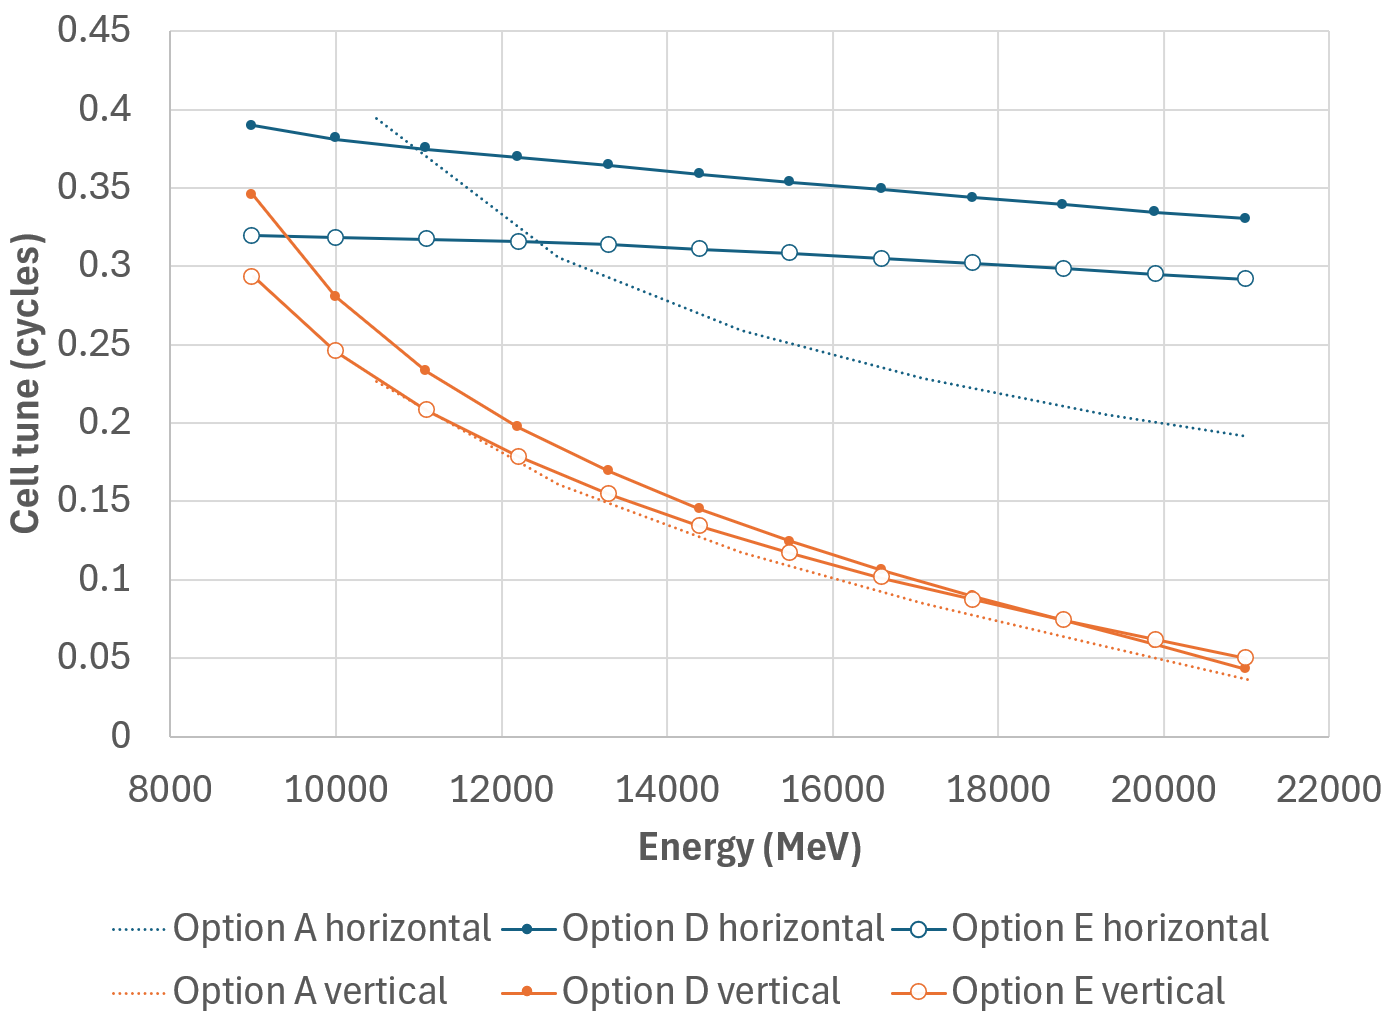 0.45
0.4
0.35
0.3
0.25
0.2
0.15
0.1
0.05
0
Cell tune (cycles)
8000 10000 12000 14000 16000 18000 20000 22000
Energy (MeV)
Option A horizontal Option D horizontal Option E horizontal
Option A vertical Option D vertical Option E vertical